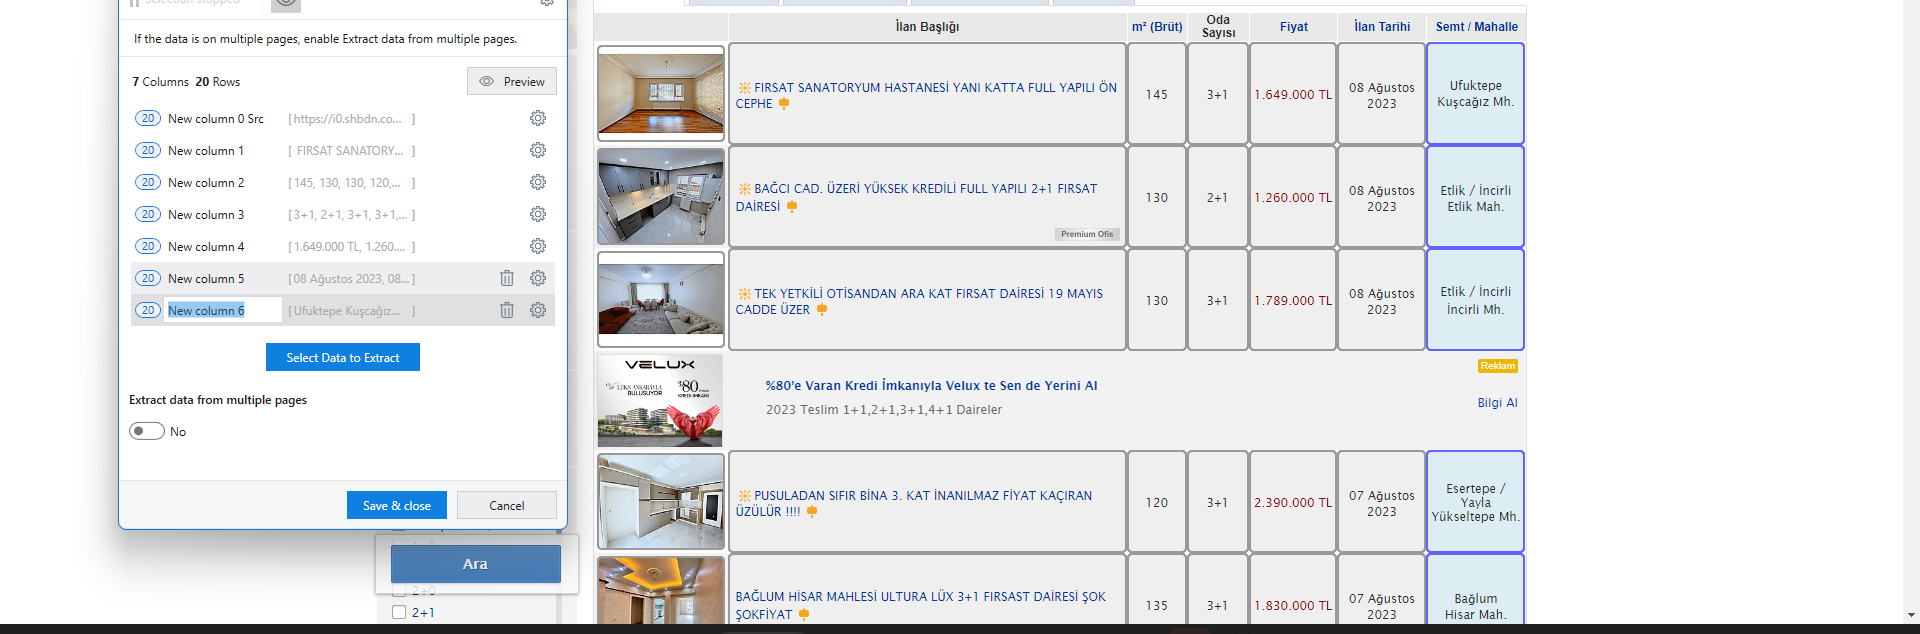 Selection stopped
If the data is on multiple pages, enable Extract data from multiple pages.
7 Columns 20 Rows
Preview
20 New column 0 Src [https://i0.shbdn.co... ]
20 New column 1 [ FIRSAT SANATORY... ]
20 New column 2 [145, 130, 130, 120,... ]
20 New column 3 [3+1, 2+1, 3+1, 3+1,... ]
20 New column 4 [1.649.000 TL, 1.260.... ]
20 New column 5 [08 Ağustos 2023, 08... ]
20 New column 6 [Ufuktepe Kuşcağız... ]
Select Data to Extract
Extract data from multiple pages
No
Save & close
Cancel
Ara
2+0
2+1
İlan Başlığı
m² (Brüt)
Oda
Sayısı
Fiyat
İlan Tarihi
Semt / Mahalle
FIRSAT SANATORYUM HASTANESİ YANI KATTA FULL YAPILI ÖN
CEPHE
145
3+1
1.649.000 TL
08 Ağustos
2023
Ufuktepe
Kuşcağız Mh.
BAĞCI CAD. ÜZERİ YÜKSEK KREDİLİ FULL YAPILI 2+1 FIRSAT
DAİRESİ
Premium Ofis
130
2+1
1.260.000 TL
08 Ağustos
2023
Etlik / İncirli
Etlik Mah.
TEK YETKİLİ OTİSANDAN ARA KAT FIRSAT DAİRESİ 19 MAYIS
CADDE ÜZER
130
3+1
1.789.000 TL
08 Ağustos
2023
Etlik / İncirli
İncirli Mh.
VELUX
LÜKS ANKARAYLA
BULUŞUYOR
%80
KREDİ İMKANI
%80'e Varan Kredi İmkanıyla Velux te Sen de Yerini Al
2023 Teslim 1+1,2+1,3+1,4+1 Daireler
Reklam
Bilgi Al
PUSULADAN SIFIR BİNA 3. KAT İNANILMAZ FİYAT KAÇIRAN
ÜZÜLÜR !!!!
120
3+1
2.390.000 TL
07 Ağustos
2023
Esertepe /
Yayla
Yükseltepe Mh.
BAĞLUM HİSAR MAHLESİ ULTURA LÜX 3+1 FIRSAST DAİRESİ ŞOK
ŞOKFİYAT
135
3+1
1.830.000 TL
07 Ağustos
2023
Bağlum
Hisar Mah.